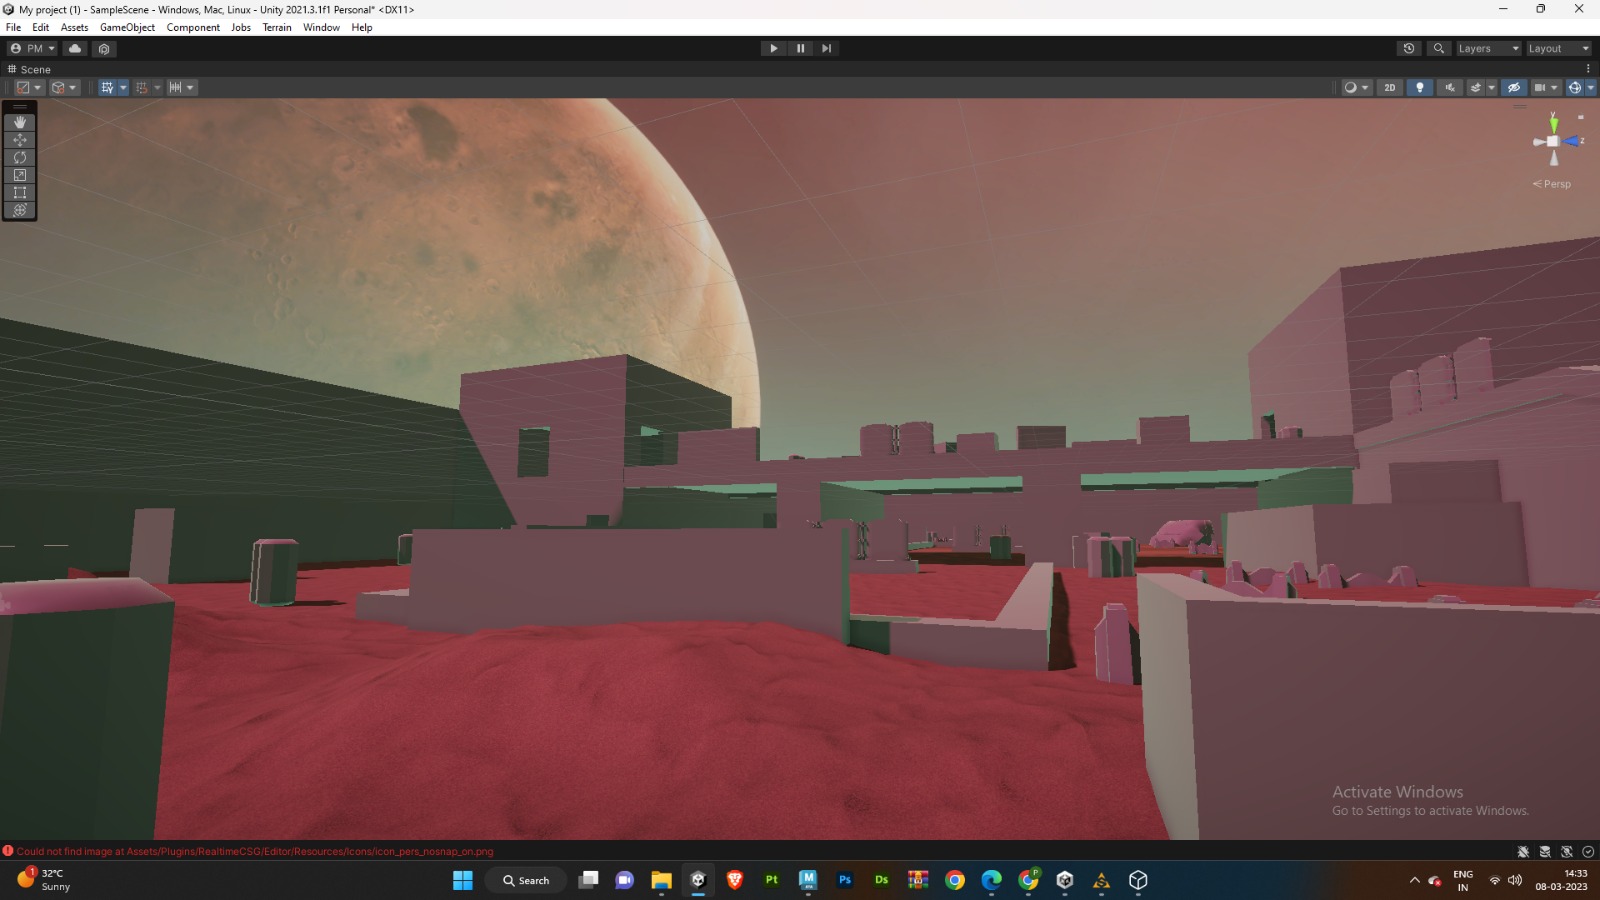 My project (1) - SampleScene - Windows, Mac, Linux - Unity 2021.3.1f1 Personal* <DX11>
File Edit Assets GameObject Component Jobs Terrain Window Help
PM Layers Layout
Scene
2D
y
z
Persp
Activate Windows
Go to Settings to activate Windows.
Could not find image at Assets/Plugins/RealtimeCSG/Editor/Resources/Icons/icon_pers_nosnap_on.png
1 32°C
Sunny
Search
Pt Ps Ds P
ENG
IN
14:33
08-03-2023